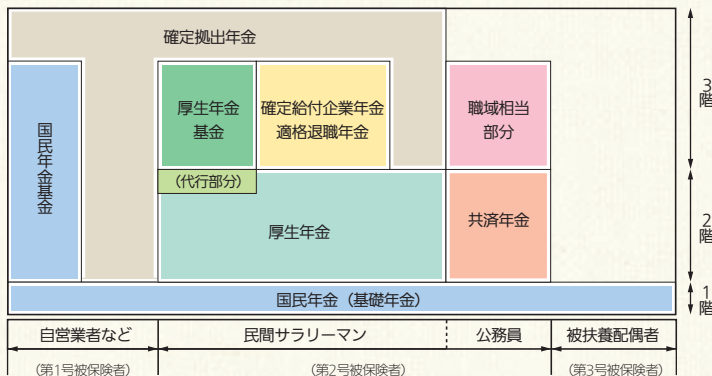 確定拠出年金
国民年金基金
厚生年金
基金
確定給付企業年金
適格退職年金
職域相当
部分
3階
(代行部分)
厚生年金
共済年金
2階
国民年金（基礎年金）
1階
自営業者など
民間サラリーマン
公務員
被扶養配偶者
(第1号被保険者)
(第2号被保険者)
(第3号被保険者)